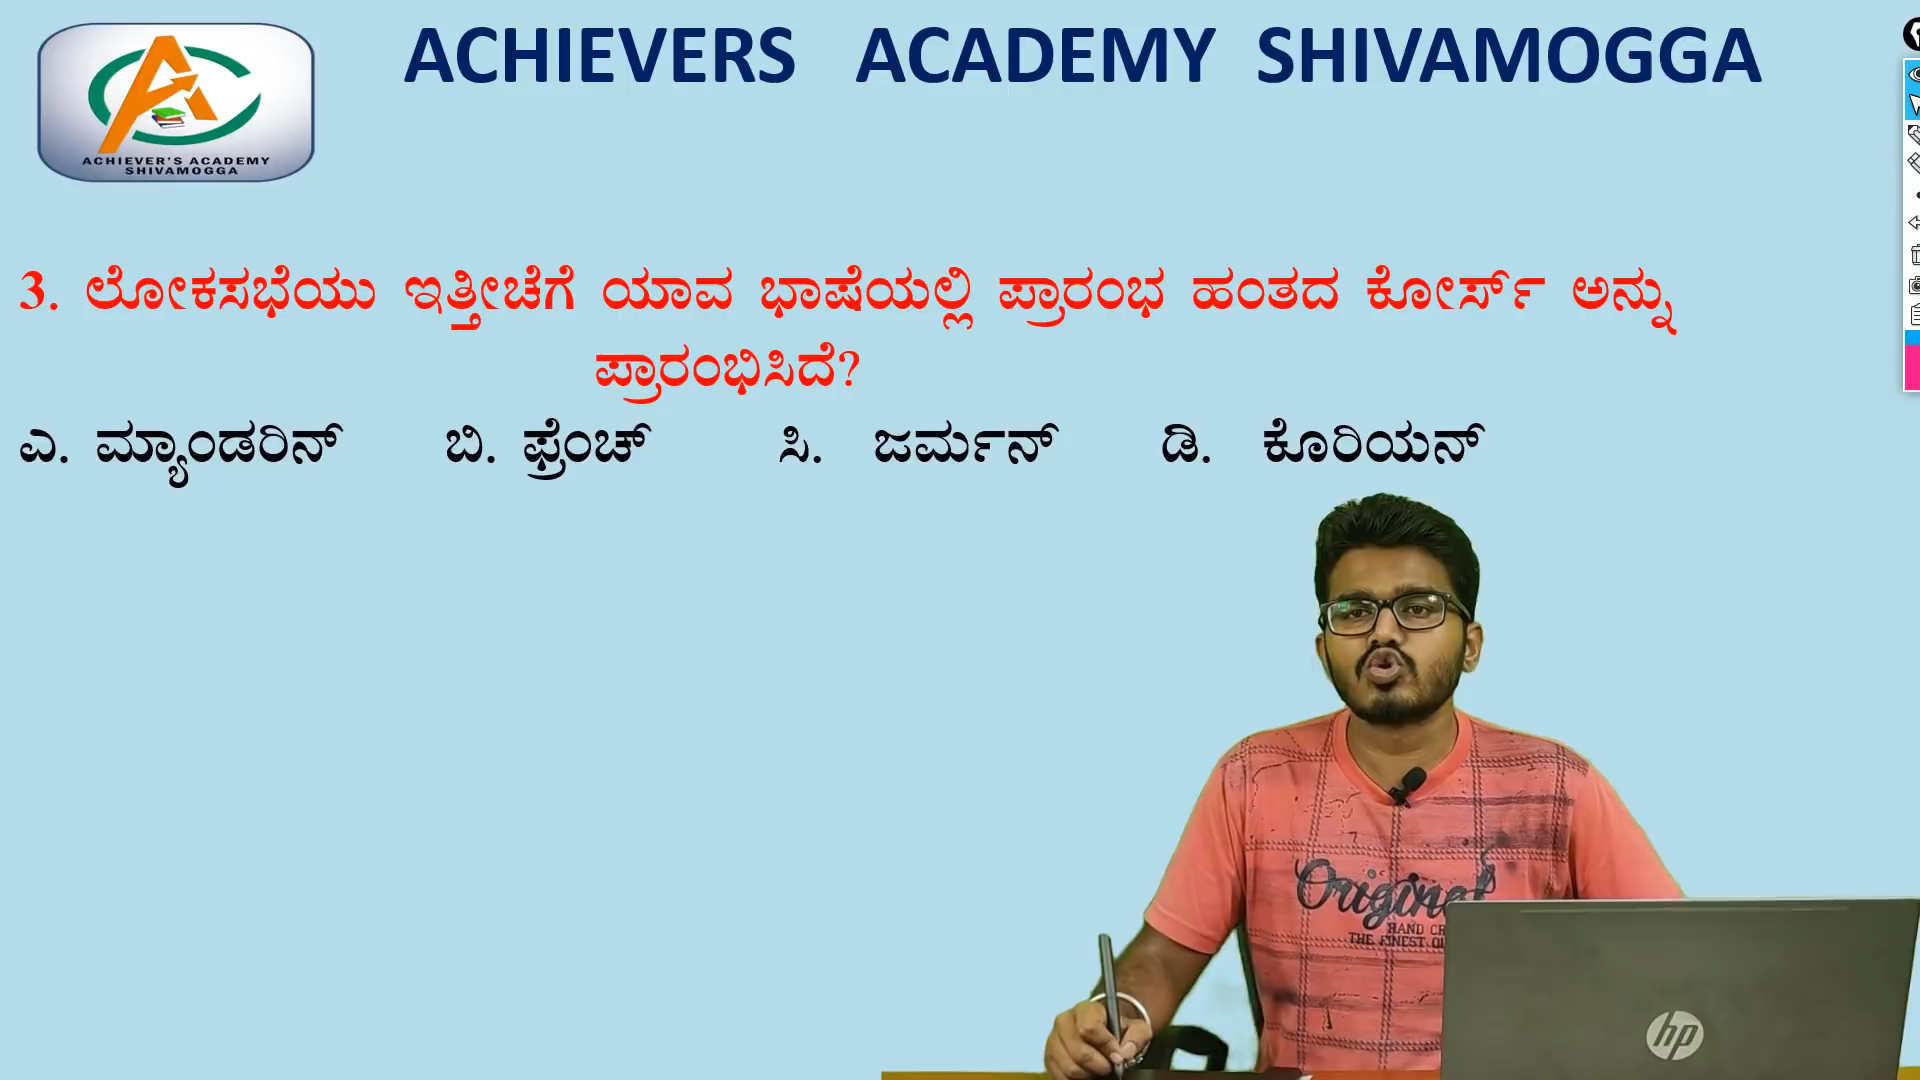 ACHIEVERS ACADEMY SHIVAMOGGA
ACHIEVER'S ACADEMY
SHIVAMOGGA
3. ಲೋಕಸಭೆಯು ಇತ್ತೀಚೆಗೆ ಯಾವ ಭಾಷೆಯಲ್ಲಿ ಪ್ರಾರಂಭ ಹಂತದ ಕೋರ್ಸ್ ಅನ್ನು
ಪ್ರಾರಂಭಿಸಿದೆ?
ಎ. ಮ್ಯಾಂಡರಿನ್ ಬಿ. ಫ್ರೆಂಚ್ ಸಿ. ಜರ್ಮನ್ ಡಿ. ಕೊರಿಯನ್
Original
HAND CR
THE FINEST
hp